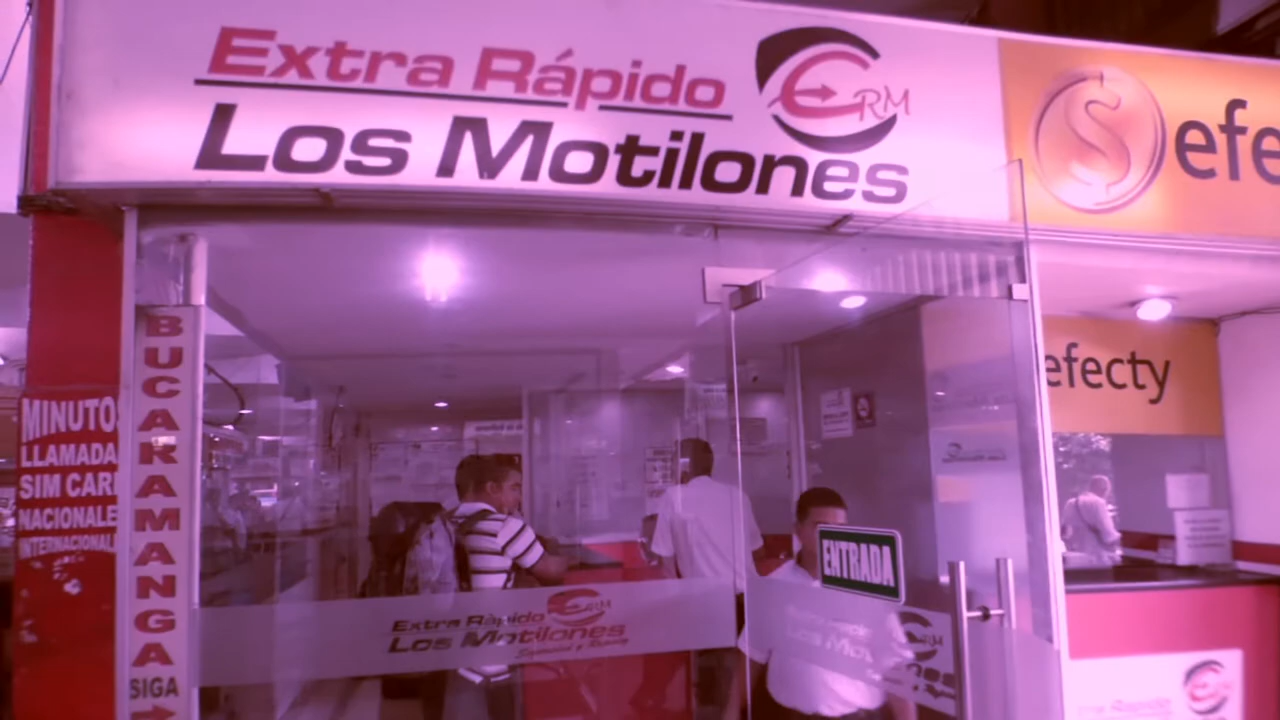 Extra Rápido
Los Motilones
ERM
$ efe
efecty
BUCARAMANGA
SIGA
MINUTOS
LLAMADA
SIM CAR
NACIONALE
INTERNACIONAL
ENTRADA
Extra Rápido
Los Motilones
ERM